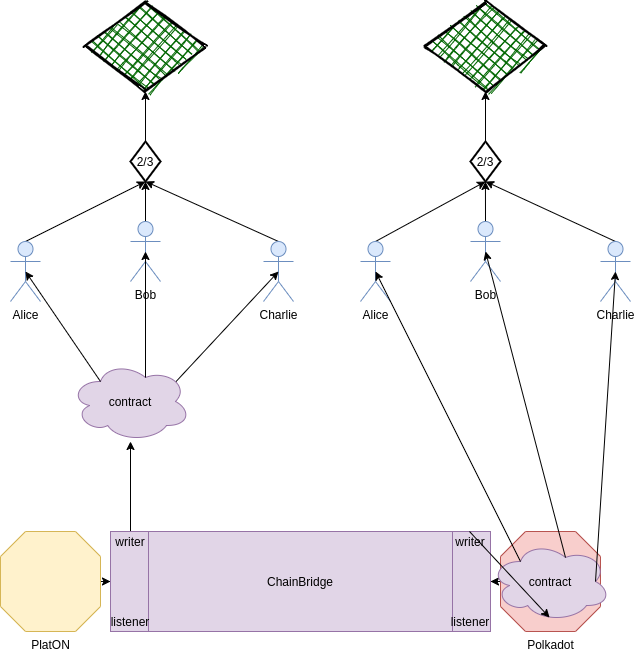 2/3
2/3
Bob
Bob
Alice
Charlie
Alice
Charlie
contract
writer
writer
ChainBridge
contract
listener
listener
PlatON
Polkadot